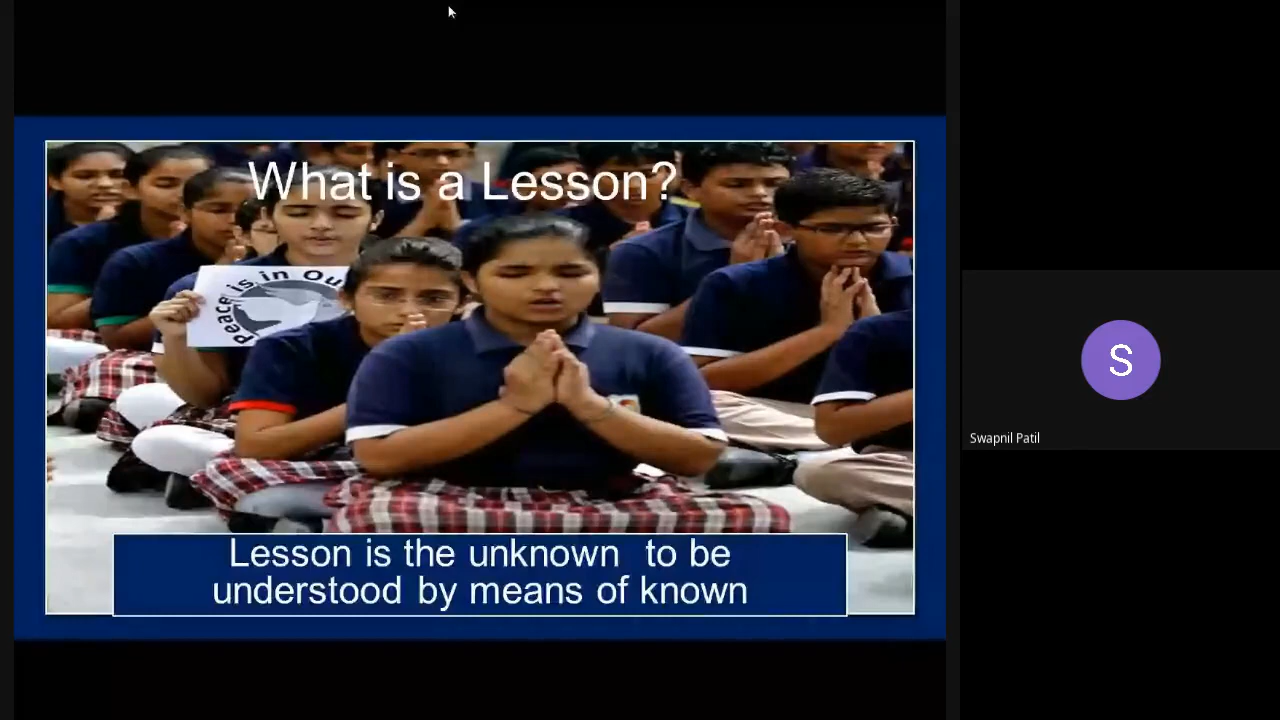 What is a Lesson?
Peace is in Ou
Lesson is the unknown to be
understood by means of known
S
Swapnil Patil